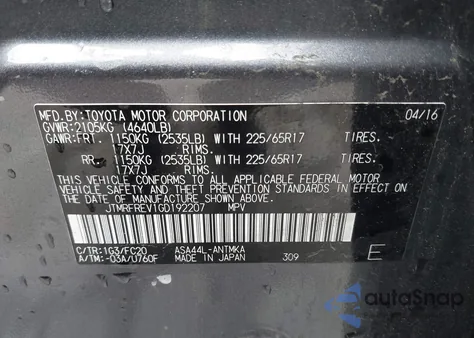 MFD.BY:TOYOTA MOTOR CORPORATION 04/16
GVWR:2105KG (4640LB)
GAWR:FRT. 1150KG (2535LB) WITH 225/65R17 TIRES.
17X7J RIMS.
RR. 1150KG (2535LB) WITH 225/65R17 TIRES.
17X7J RIMS.
THIS VEHICLE CONFORMS TO ALL APPLICABLE FEDERAL MOTOR
VEHICLE SAFETY AND THEFT PREVENTION STANDARDS IN EFFECT ON
THE DATE OF MANUFACTURE SHOWN ABOVE.
JTMRFREV1GD192207 MPV
C/TR:1G3/FC20 ASA44L-ANTMKA
A/TM:-03A/U760F MADE IN JAPAN 309 E
autoSnap